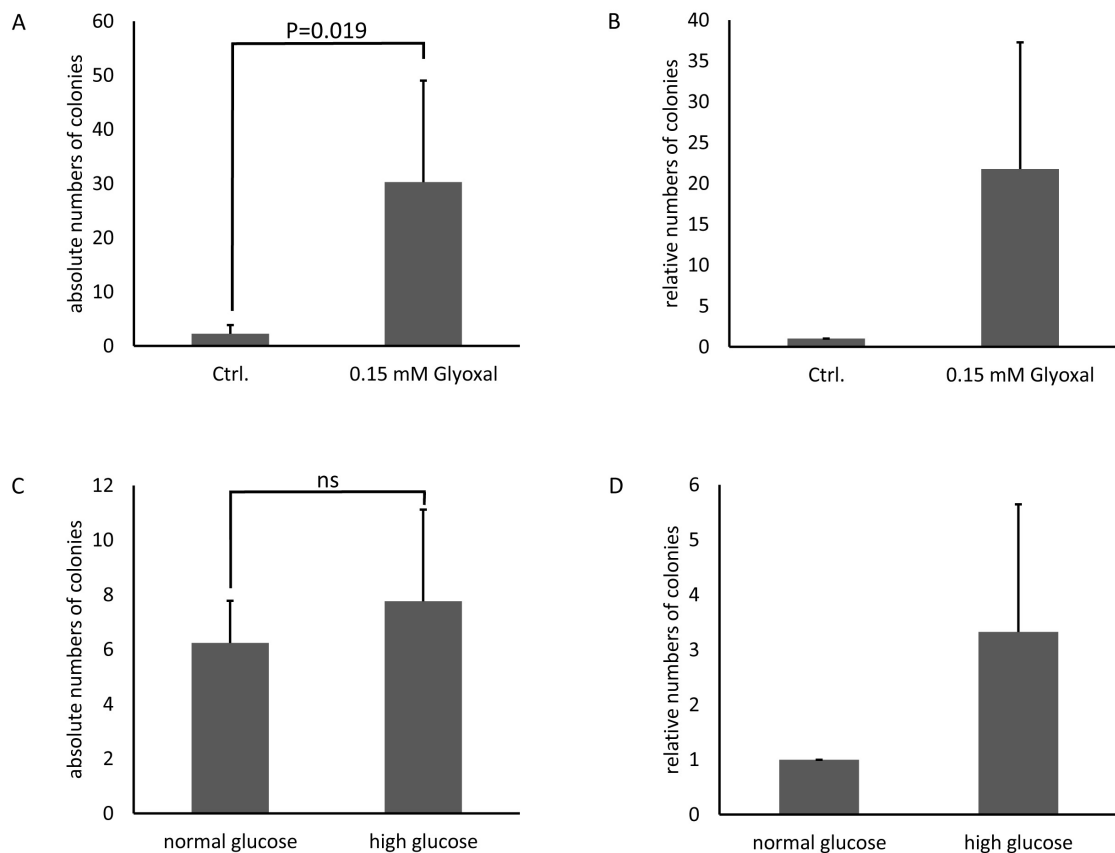 A
absolute numbers of colonies
60
50
40
30
20
10
0
P=0.019
Ctrl.
0.15 mM Glyoxal
B
relative numbers of colonies
40
35
30
25
20
15
10
5
0
Ctrl.
0.15 mM Glyoxal
C
absolute numbers of colonies
12
10
8
6
4
2
0
ns
normal glucose
high glucose
D
relative numbers of colonies
6
5
4
3
2
1
0
normal glucose
high glucose